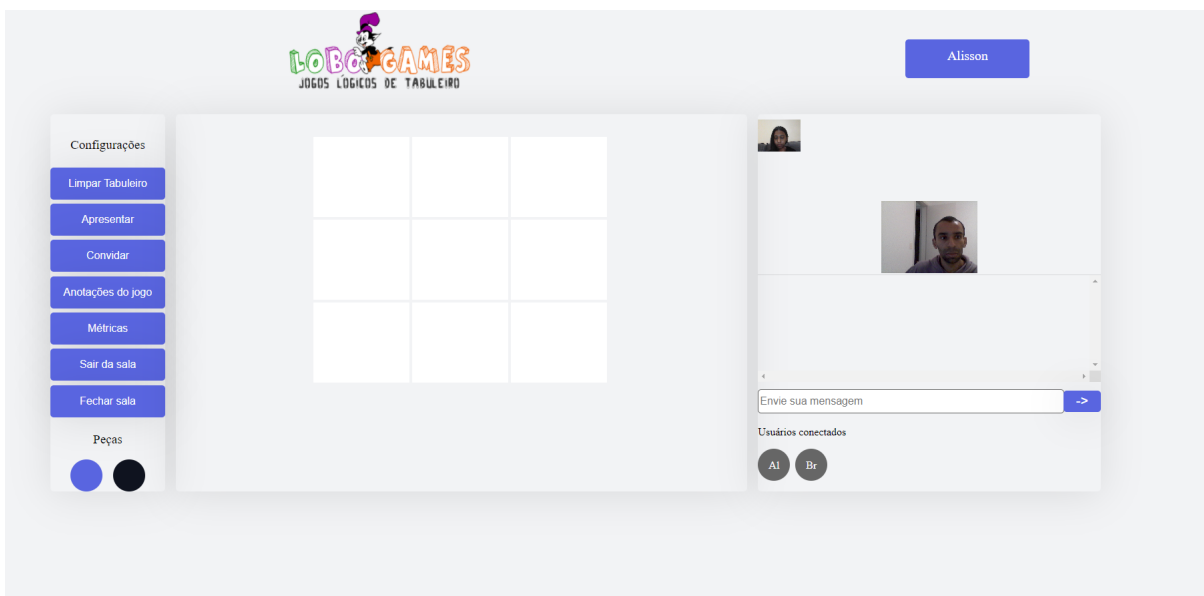 LOBO GAMES
JOGOS LÓGICOS DE TABULEIRO
Alisson
Configurações
Limpar Tabuleiro
Apresentar
Convidar
Anotações do jogo
Métricas
Sair da sala
Fechar sala
Peças
Envie sua mensagem
->
Usuários conectados
Al
Br